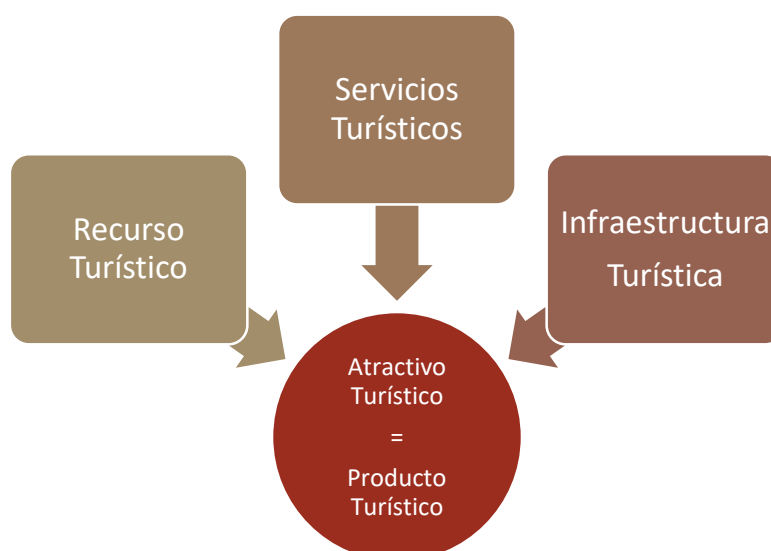 Servicios
Turísticos
Recurso
Turístico
Infraestructura
Turística
Atractivo
Turístico
=
Producto
Turístico